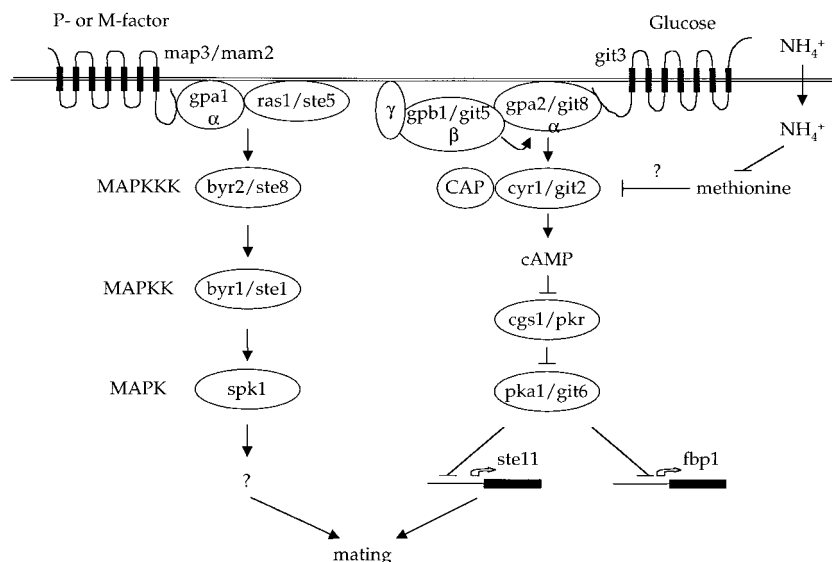 P- or M-factor
Glucose
map3/mam2
git3
NH₄⁺
gpa1
α
ras1/ste5
γ
gpb1/git5
β
gpa2/git8
α
NH₄⁺
MAPKKK
byr2/ste8
CAP
cyr1/git2
?
methionine
cAMP
MAPKK
byr1/ste1
cgs1/pkr
MAPK
spk1
pka1/git6
?
ste11
fbp1
mating